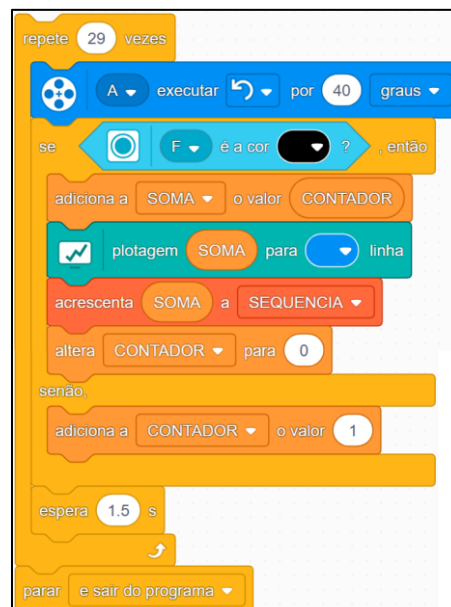 repete 29 vezes
A executar por 40 graus
se F é a cor ? , então
adiciona a SOMA o valor CONTADOR
plotagem SOMA para linha
acrescenta SOMA a SEQUENCIA
altera CONTADOR para 0
senão,
adiciona a CONTADOR o valor 1
espera 1.5 s
parar e sair do programa